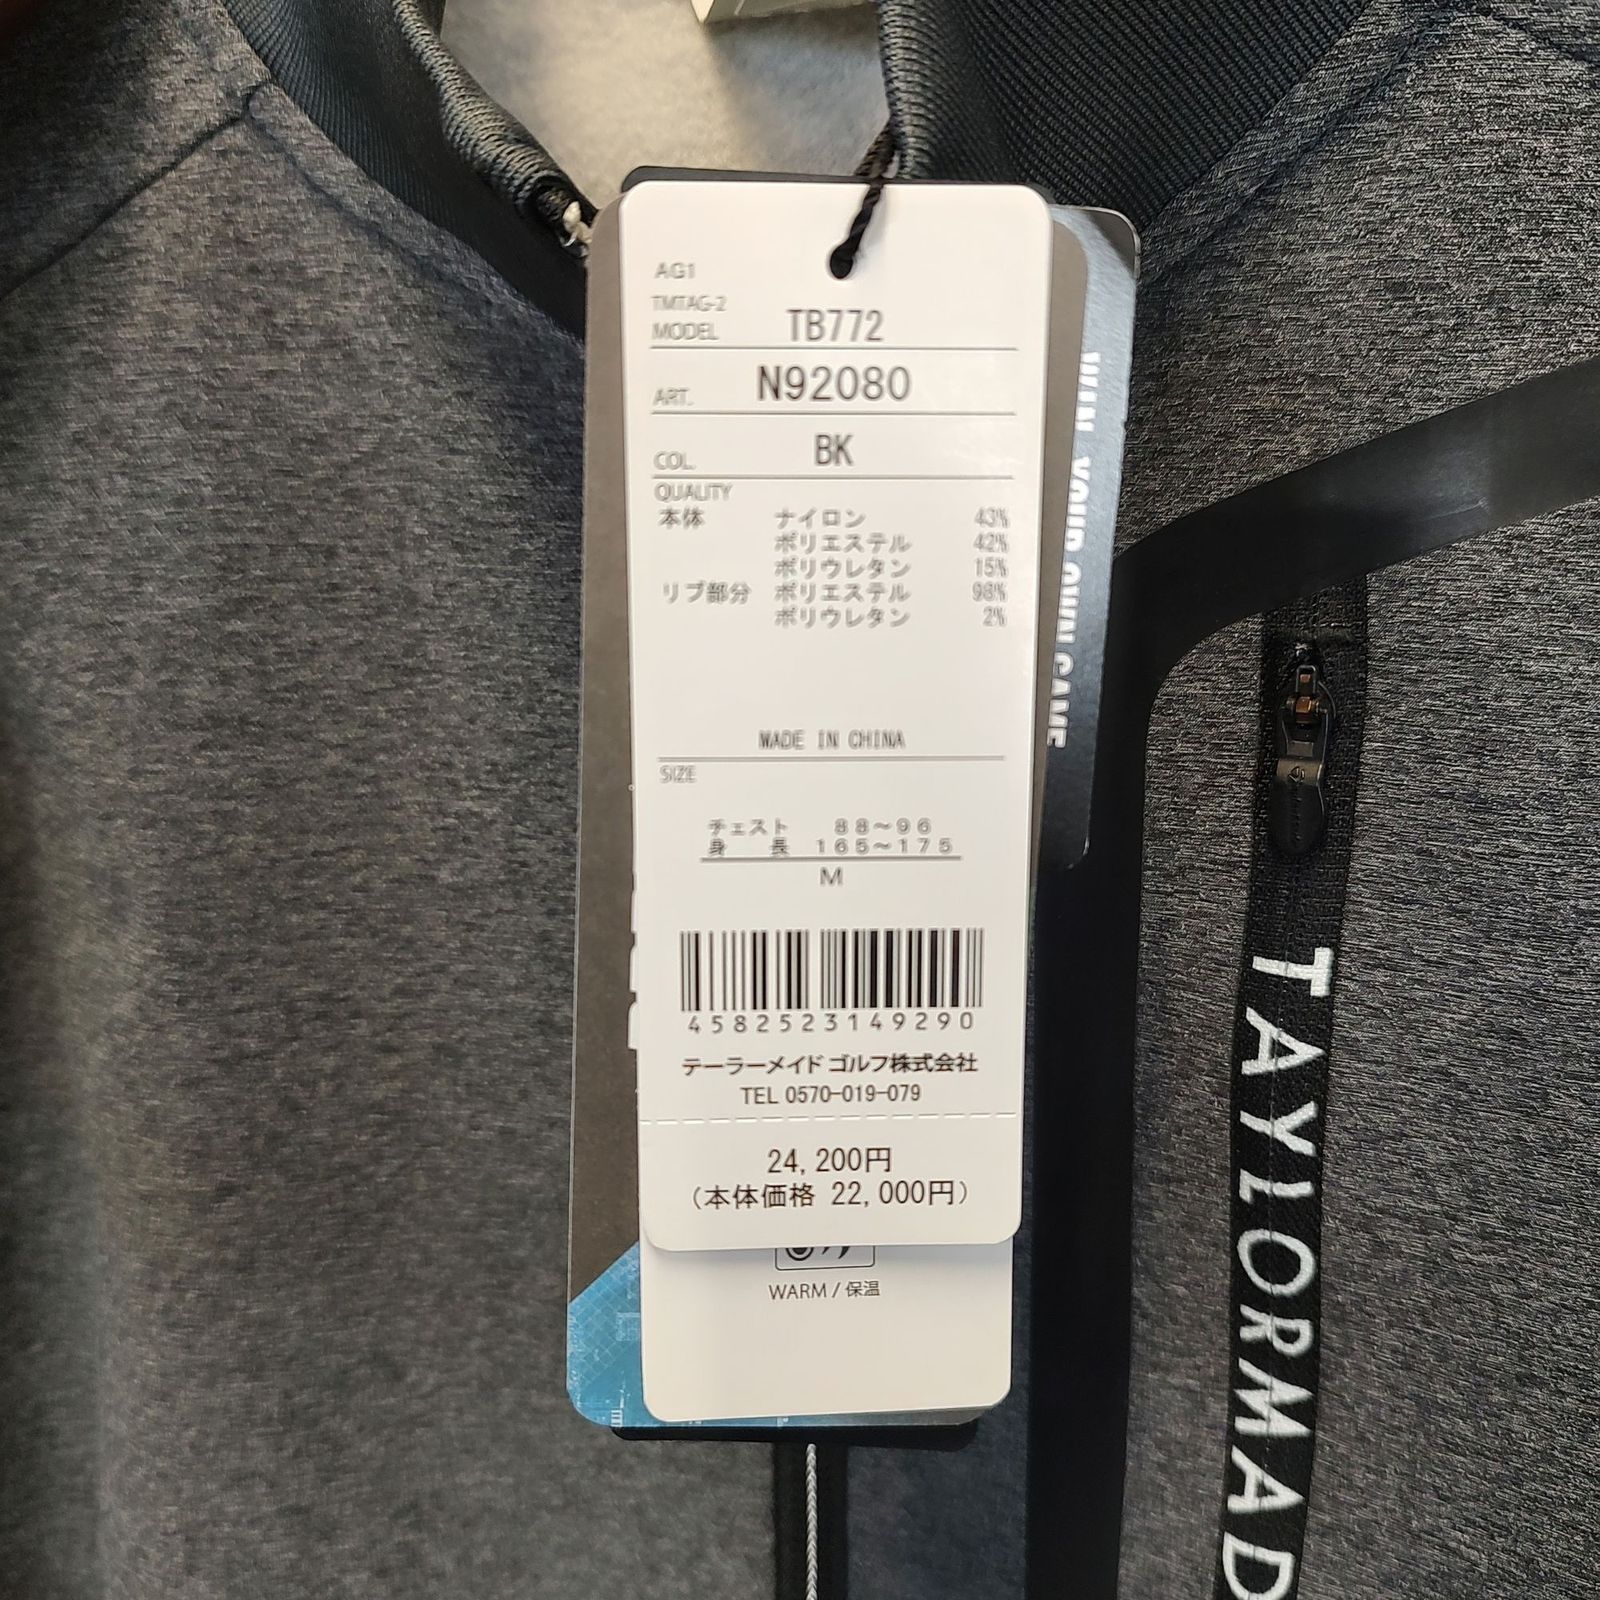 AG1
TMTAG-2
MODEL TB772
ART. N92080
COL. BK
QUALITY
本体 ナイロン 43%
ポリエステル 42%
ポリウレタン 15%
リブ部分 ポリエステル 98%
ポリウレタン 2%
MADE IN CHINA
SIZE
チェスト 88～96
身 長 165～175
M
4582523149290
テーラーメイド ゴルフ株式会社
TEL 0570-019-079
24,200円
(本体価格 22,000円)
WARM / 保温
WIN YOUR OWN GAME
TAYLORMAD